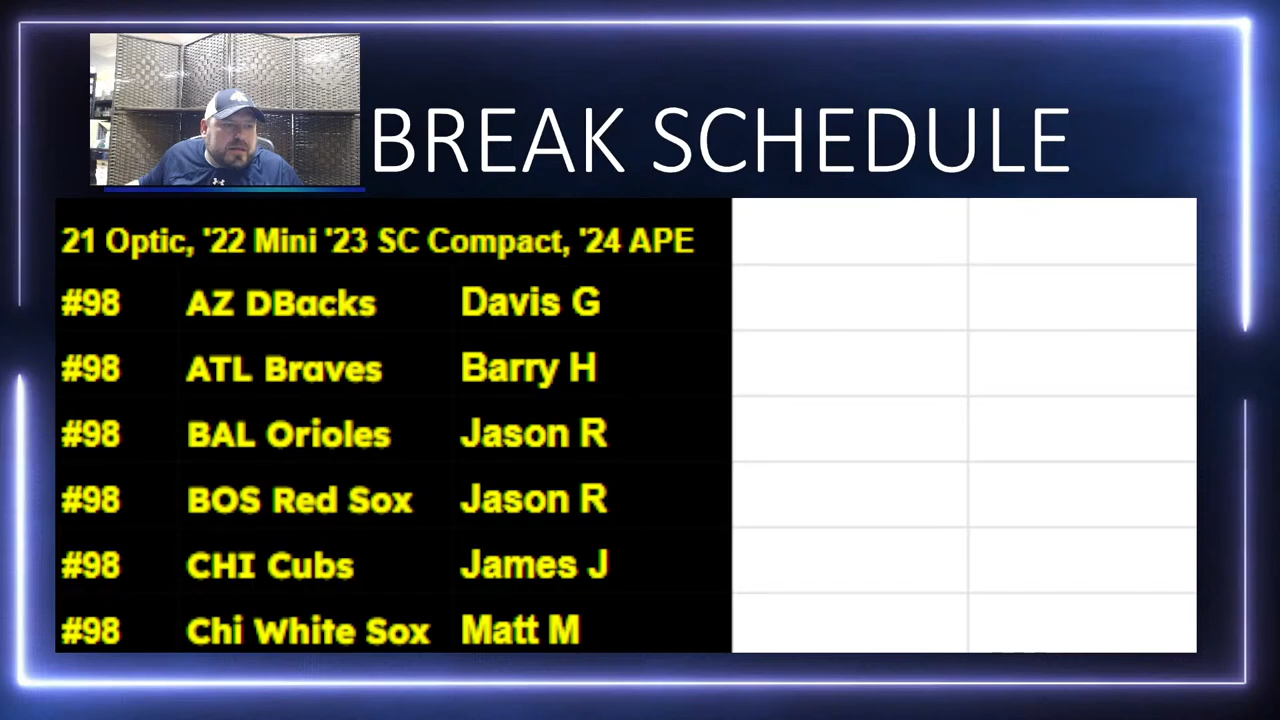 BREAK SCHEDULE
21 Optic, '22 Mini '23 SC Compact, '24 APE
#98 AZ DBacks Davis G
#98 ATL Braves Barry H
#98 BAL Orioles Jason R
#98 BOS Red Sox Jason R
#98 CHI Cubs James J
#98 Chi White Sox Matt M